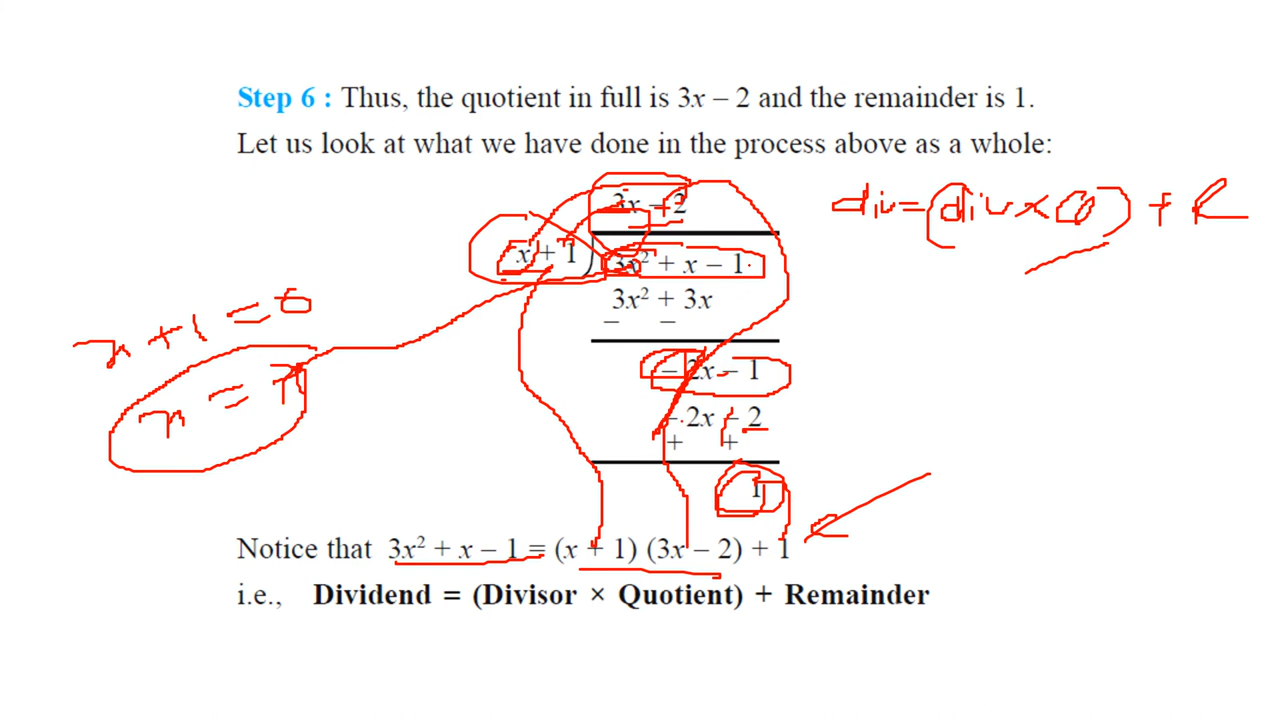 Step 6 : Thus, the quotient in full is 3x – 2 and the remainder is 1.
Let us look at what we have done in the process above as a whole:
3x – 2
div = (div × Q) + R
x + 1) 3x² + x – 1
3x² + 3x
– –
x + 1 = 0
– 2x – 1
x =
– 2x – 2
+ +
1
Notice that 3x² + x – 1 = (x + 1) (3x – 2) + 1
i.e., Dividend = (Divisor × Quotient) + Remainder